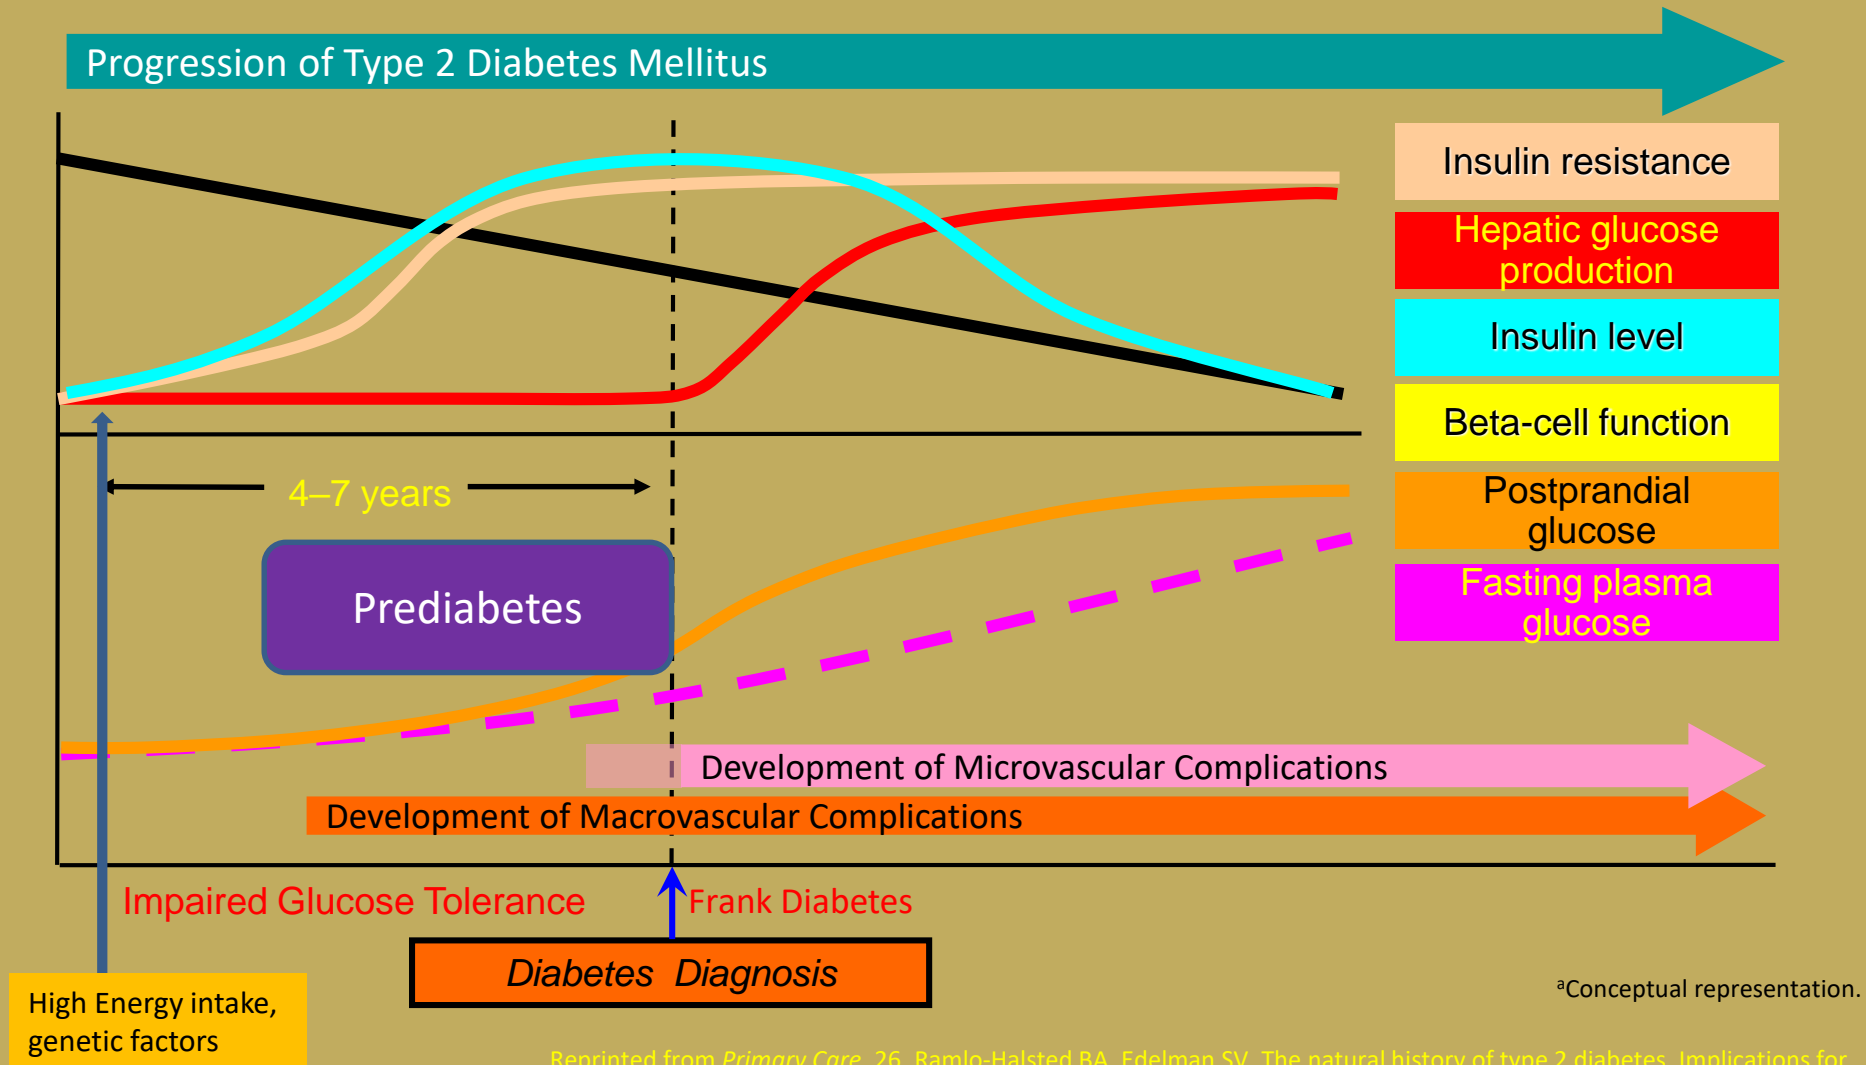 Progression of Type 2 Diabetes Mellitus
Insulin resistance
Hepatic glucose
production
Insulin level
Beta-cell function
Postprandial
glucose
Fasting plasma
glucose
4–7 years
Prediabetes
Development of Microvascular Complications
Development of Macrovascular Complications
Impaired Glucose Tolerance
Frank Diabetes
Diabetes Diagnosis
High Energy intake,
genetic factors
ᵃConceptual representation.
Reprinted from Primary Care, 26, Ramlo-Halsted BA, Edelman SV, The natural history of type 2 diabetes. Implications for